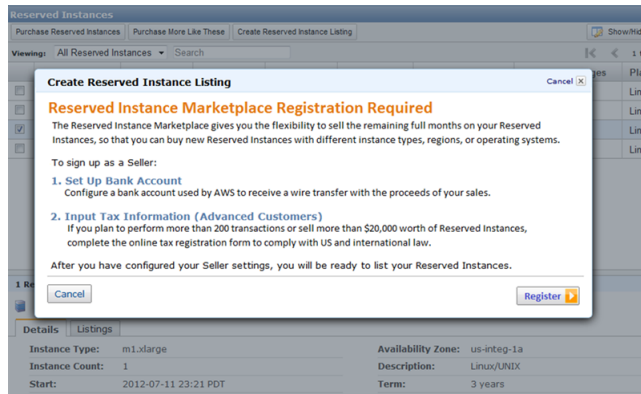 Reserved Instances
Purchase Reserved Instances Purchase More Like These Create Reserved Instance Listing Show/Hid
Viewing: All Reserved Instances Search 1 t
Create Reserved Instance Listing Cancel
Reserved Instance Marketplace Registration Required
The Reserved Instance Marketplace gives you the flexibility to sell the remaining full months on your Reserved
Instances, so that you can buy new Reserved Instances with different instance types, regions, or operating systems.
To sign up as a Seller:
1. Set Up Bank Account
Configure a bank account used by AWS to receive a wire transfer with the proceeds of your sales.
2. Input Tax Information (Advanced Customers)
If you plan to perform more than 200 transactions or sell more than $20,000 worth of Reserved Instances,
complete the online tax registration form to comply with US and international law.
After you have configured your Seller settings, you will be ready to list your Reserved Instances.
Cancel Register
ges Pla
Lin
Lin
Lin
Lin
1 Re
Details Listings
Instance Type: m1.xlarge Availability Zone: us-integ-1a
Instance Count: 1 Description: Linux/UNIX
Start: 2012-07-11 23:21 PDT Term: 3 years